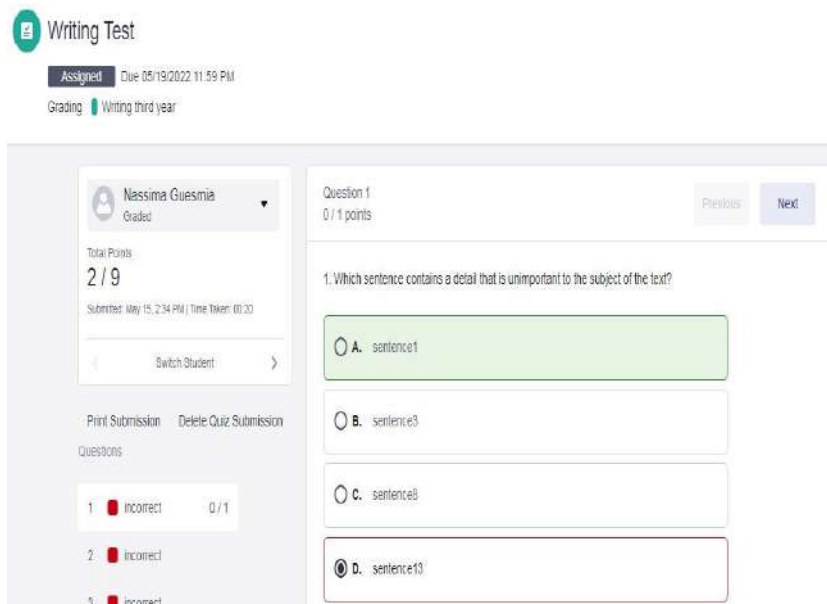 Writing Test
Assigned Due 05/19/2022 11:59 PM
Grading Writing third year
Nassima Guesmia
Graded
Total Points
2 / 9
Submitted: May 15, 2:34 PM | Time Taken: 00:20
Switch Student
Print Submission Delete Quiz Submission
Questions
1 incorrect 0 / 1
2 incorrect
3 incorrect
Question 1
0 / 1 points
Previous Next
1. Which sentence contains a detail that is unimportant to the subject of the text?
A. sentence1
B. sentence3
C. sentence8
D. sentence13